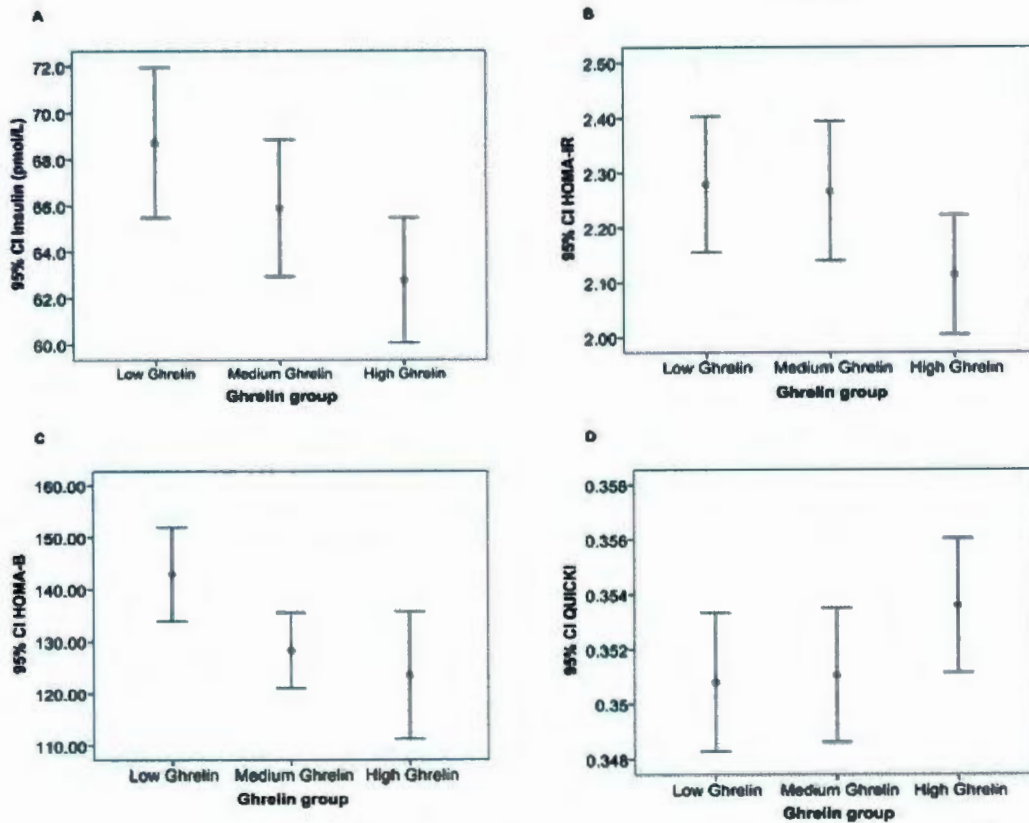 A
95% CI Insulin (pmol/L)
72.0
70.0
68.0
66.0
64.0
62.0
60.0
Low Ghrelin Medium Ghrelin High Ghrelin
Ghrelin group
B
95% CI HOMA-IR
2.50
2.40
2.30
2.20
2.10
2.00
Low Ghrelin Medium Ghrelin High Ghrelin
Ghrelin group
C
95% CI HOMA-B
160.00
150.00
140.00
130.00
120.00
110.00
Low Ghrelin Medium Ghrelin High Ghrelin
Ghrelin group
D
95% CI QUICKI
0.358
0.356
0.354
0.352
0.35
0.348
Low Ghrelin Medium Ghrelin High Ghrelin
Ghrelin group